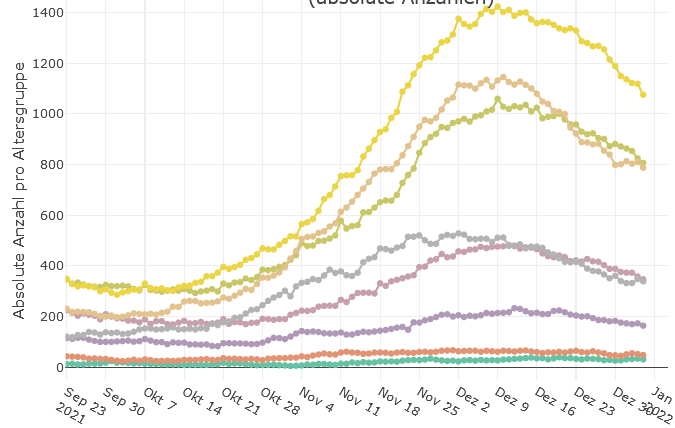 (absolute Anzahlen)
Absolute Anzahl pro Altersgruppe
1400
1200
1000
800
600
400
200
0
Sep 23
2021
Sep 30
Okt 7
Okt 14
Okt 21
Okt 28
Nov 4
Nov 11
Nov 18
Nov 25
Dez 2
Dez 9
Dez 16
Dez 23
Dez 30
Jan
2022